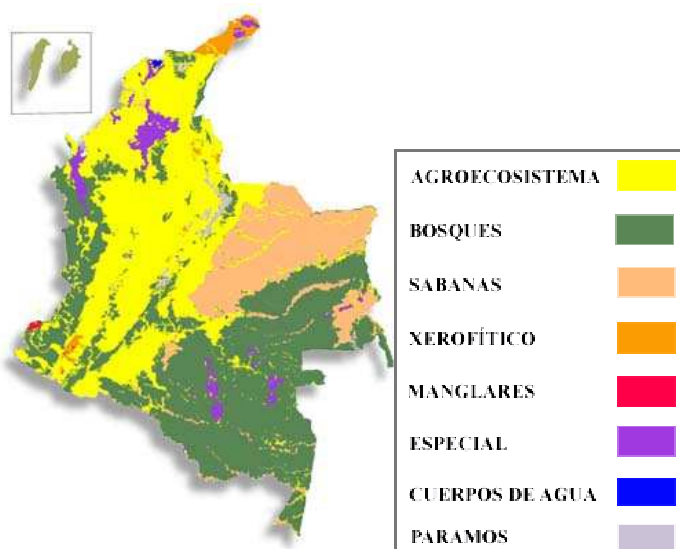 AGROECOSISTEMA
BOSQUES
SABANAS
XEROFÍTICO
MANGLARES
ESPECIAL
CUERPOS DE AGUA
PARAMOS